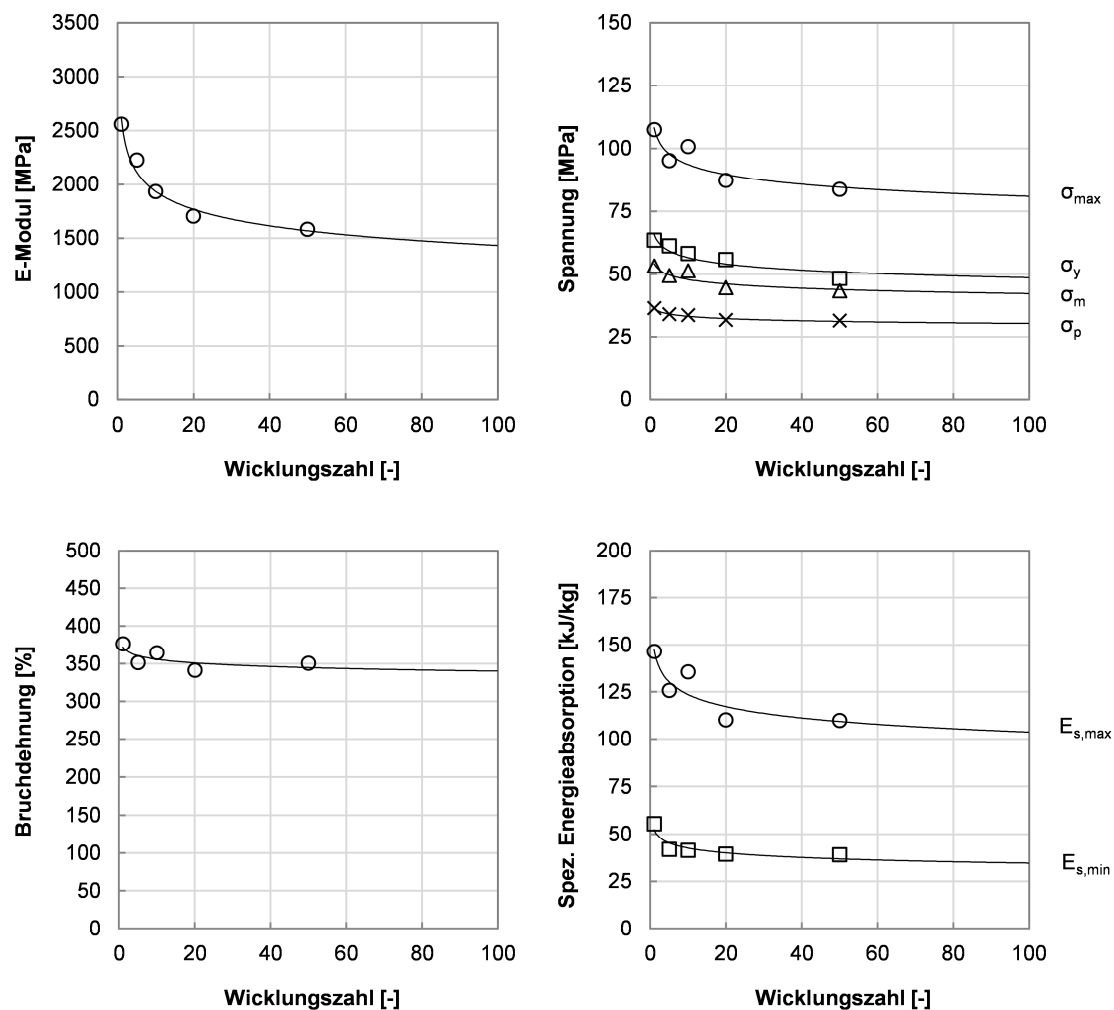 E-Modul [MPa]
3500
3000
2500
2000
1500
1000
500
0
0 20 40 60 80 100
Wicklungszahl [-]
Spannung [MPa]
150
125
100
75
50
25
0
0 20 40 60 80 100
Wicklungszahl [-]
σmax
σy
σm
σp
Bruchdehnung [%]
500
450
400
350
300
250
200
150
100
50
0
0 20 40 60 80 100
Wicklungszahl [-]
Spez. Energieabsorption [kJ/kg]
200
175
150
125
100
75
50
25
0
0 20 40 60 80 100
Wicklungszahl [-]
Es,max
Es,min